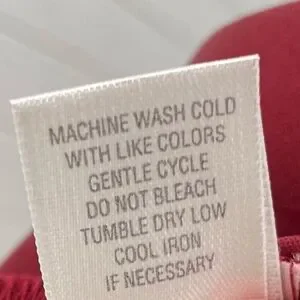 MACHINE WASH COLD
WITH LIKE COLORS
GENTLE CYCLE
DO NOT BLEACH
TUMBLE DRY LOW
COOL IRON
IF NECESSARY